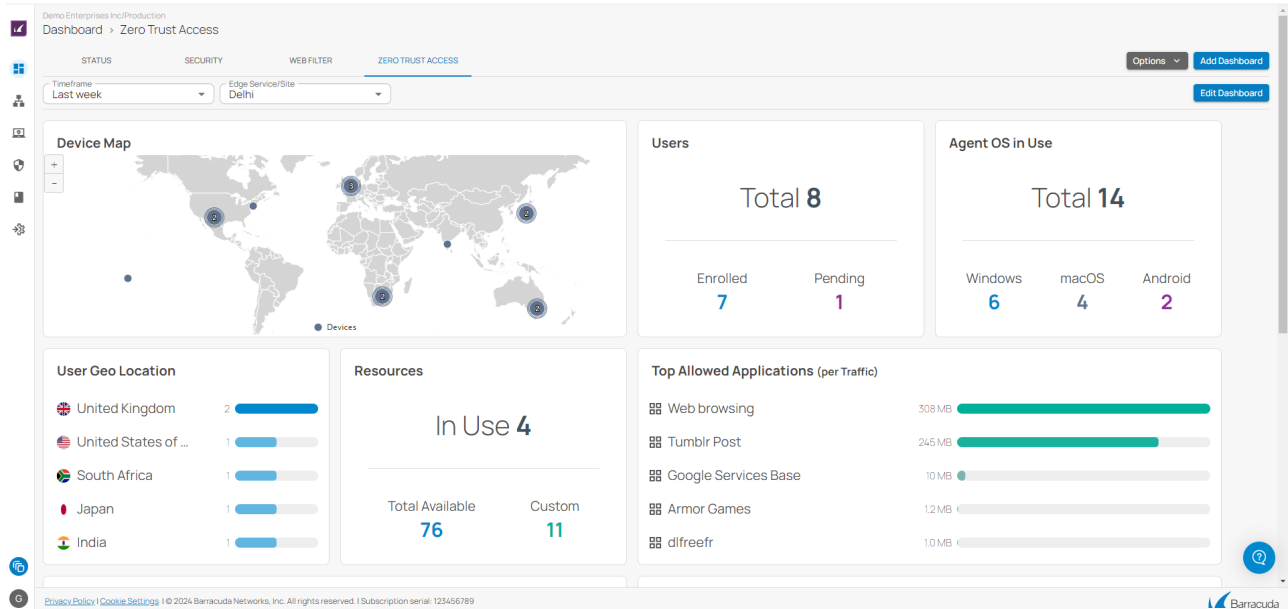 Demo Enterprises Inc/Production
Dashboard > Zero Trust Access
STATUS SECURITY WEB FILTER ZERO TRUST ACCESS
Options Add Dashboard
Timeframe
Last week
Edge Service/Site
Delhi
Edit Dashboard
Device Map
+
-
2
3
2
2
2
Devices
Users
Total 8
Enrolled Pending
7 1
Agent OS in Use
Total 14
Windows macOS Android
6 4 2
User Geo Location
United Kingdom 2
United States of ... 1
South Africa 1
Japan 1
India 1
Resources
In Use 4
Total Available Custom
76 11
Top Allowed Applications (per Traffic)
Web browsing 308 MB
Tumblr Post 245 MB
Google Services Base 10 MB
Armor Games 1.2 MB
dlfreefr 1.0 MB
G
Privacy Policy | Cookie Settings | © 2024 Barracuda Networks, Inc. All rights reserved. | Subscription serial: 123456789
Barracuda